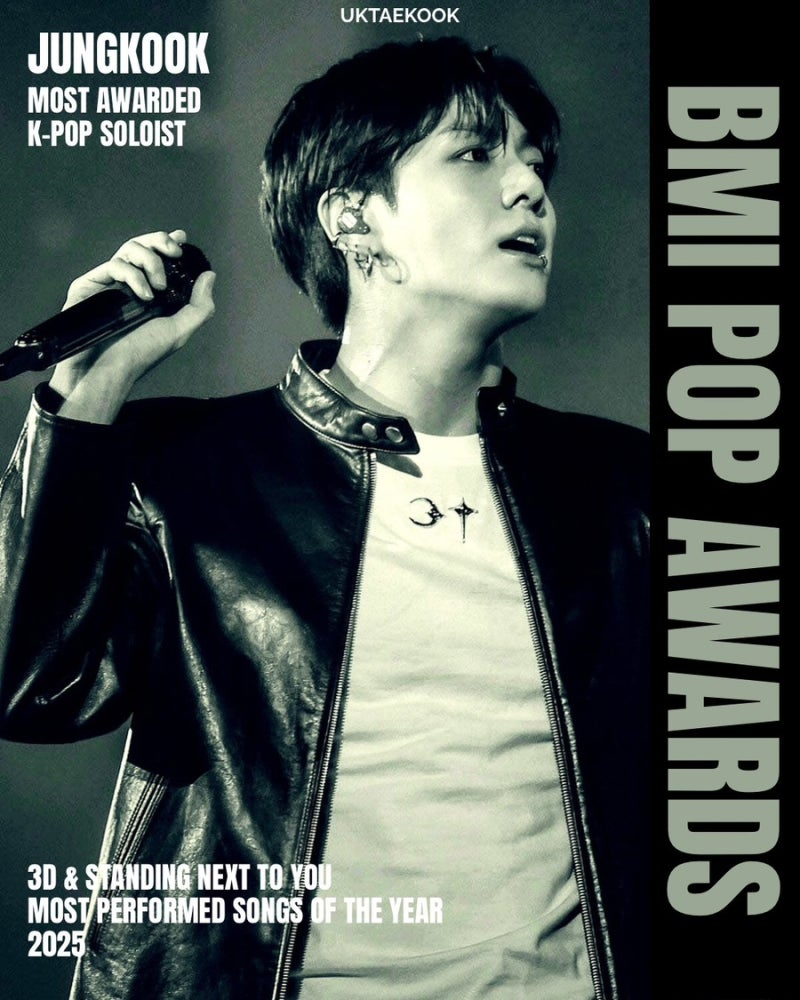 UKTAEKOOK
JUNGKOOK
MOST AWARDED
K-POP SOLOIST
BMI POP AWARDS
3D & STANDING NEXT TO YOU
MOST PERFORMED SONGS OF THE YEAR
2025